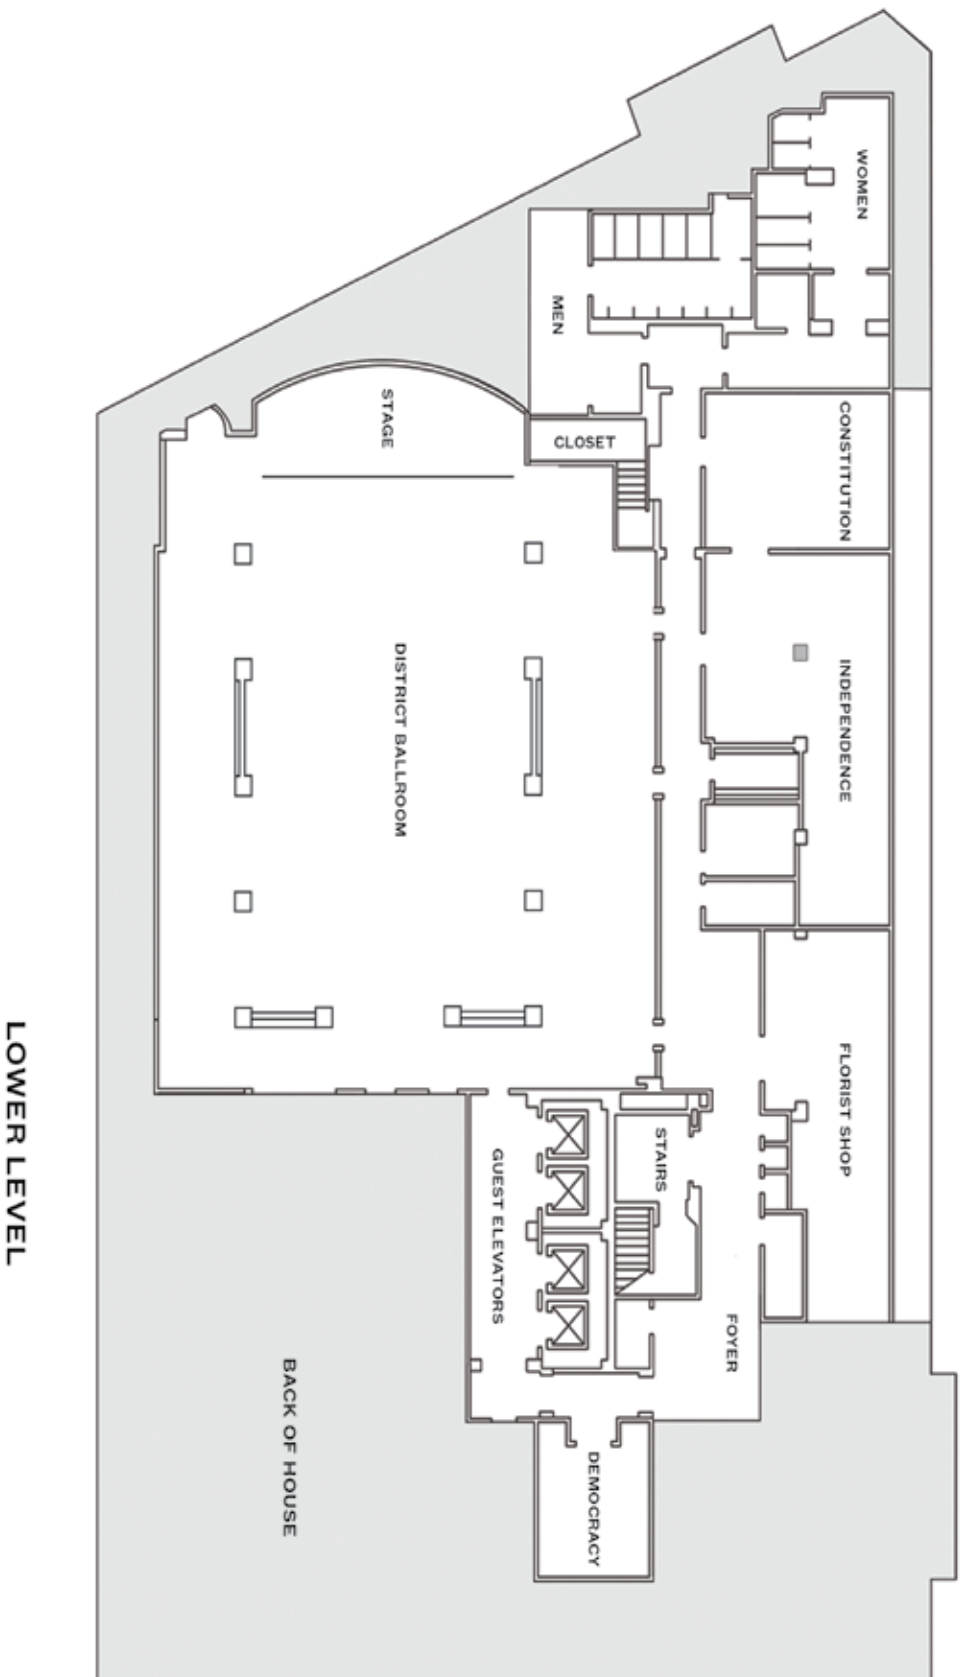 WOMEN
MEN
STAGE
CLOSET
CONSTITUTION
INDEPENDENCE
DISTRICT BALLROOM
FLORIST SHOP
STAIRS
GUEST ELEVATORS
FOYER
DEMOCRACY
BACK OF HOUSE
LOWER LEVEL